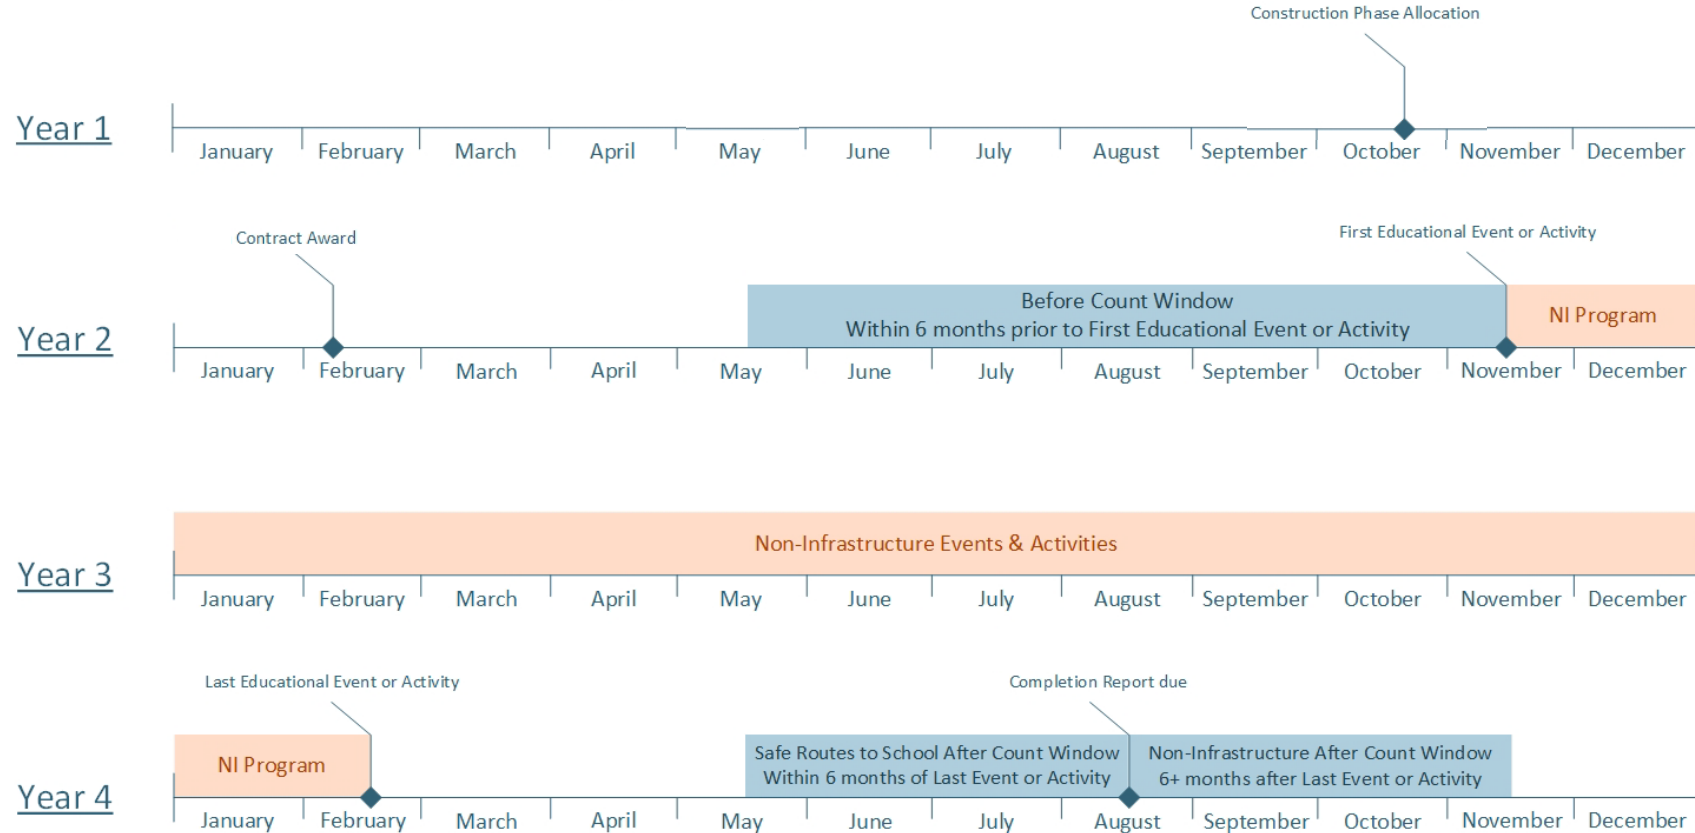 Construction Phase Allocation
Year 1
January February March April May June July August September October November December
Contract Award
First Educational Event or Activity
Before Count Window
Within 6 months prior to First Educational Event or Activity
NI Program
Year 2
January February March April May June July August September October November December
Non-Infrastructure Events & Activities
Year 3
January February March April May June July August September October November December
Last Educational Event or Activity
Completion Report due
NI Program
Safe Routes to School After Count Window
Within 6 months of Last Event or Activity
Non-Infrastructure After Count Window
6+ months after Last Event or Activity
Year 4
January February March April May June July August September October November December